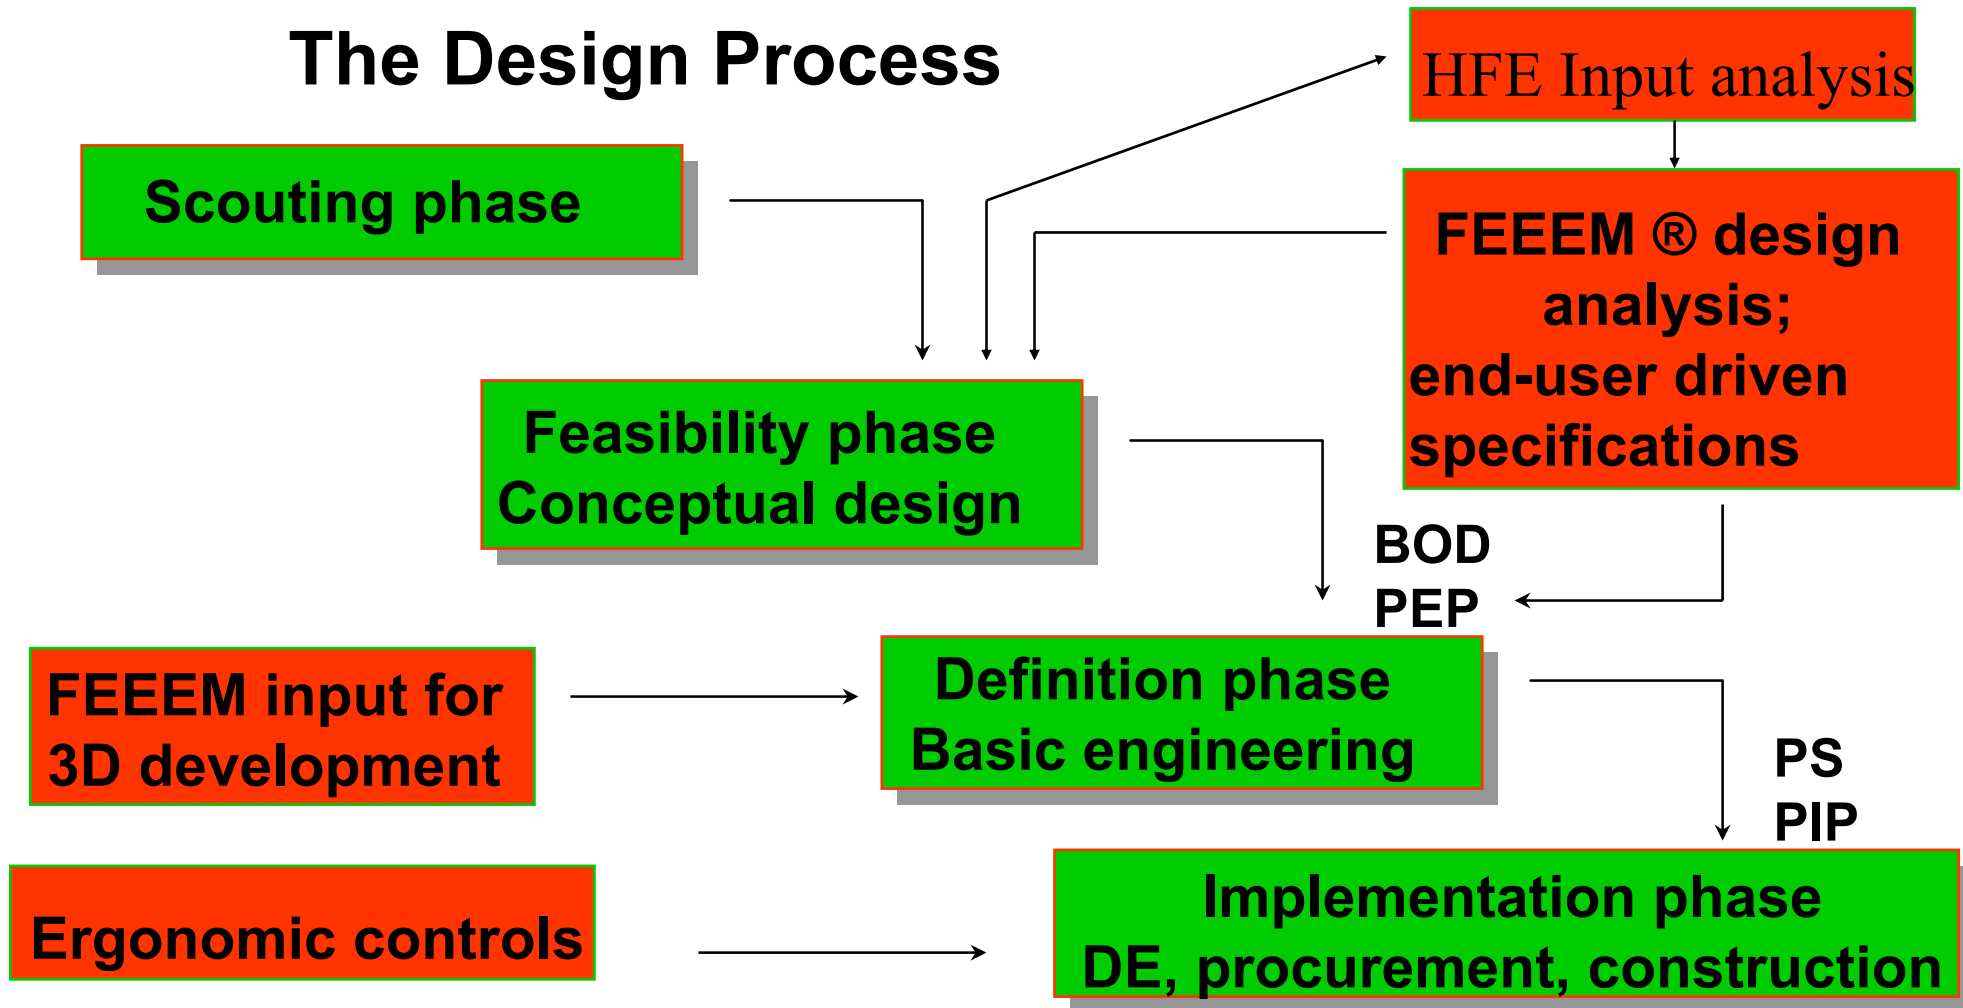 The Design Process
HFE Input analysis
Scouting phase
FEEEM ® design
analysis;
end-user driven
specifications
Feasibility phase
Conceptual design
BOD
PEP
FEEEM input for
3D development
Definition phase
Basic engineering
PS
PIP
Ergonomic controls
Implementation phase
DE, procurement, construction